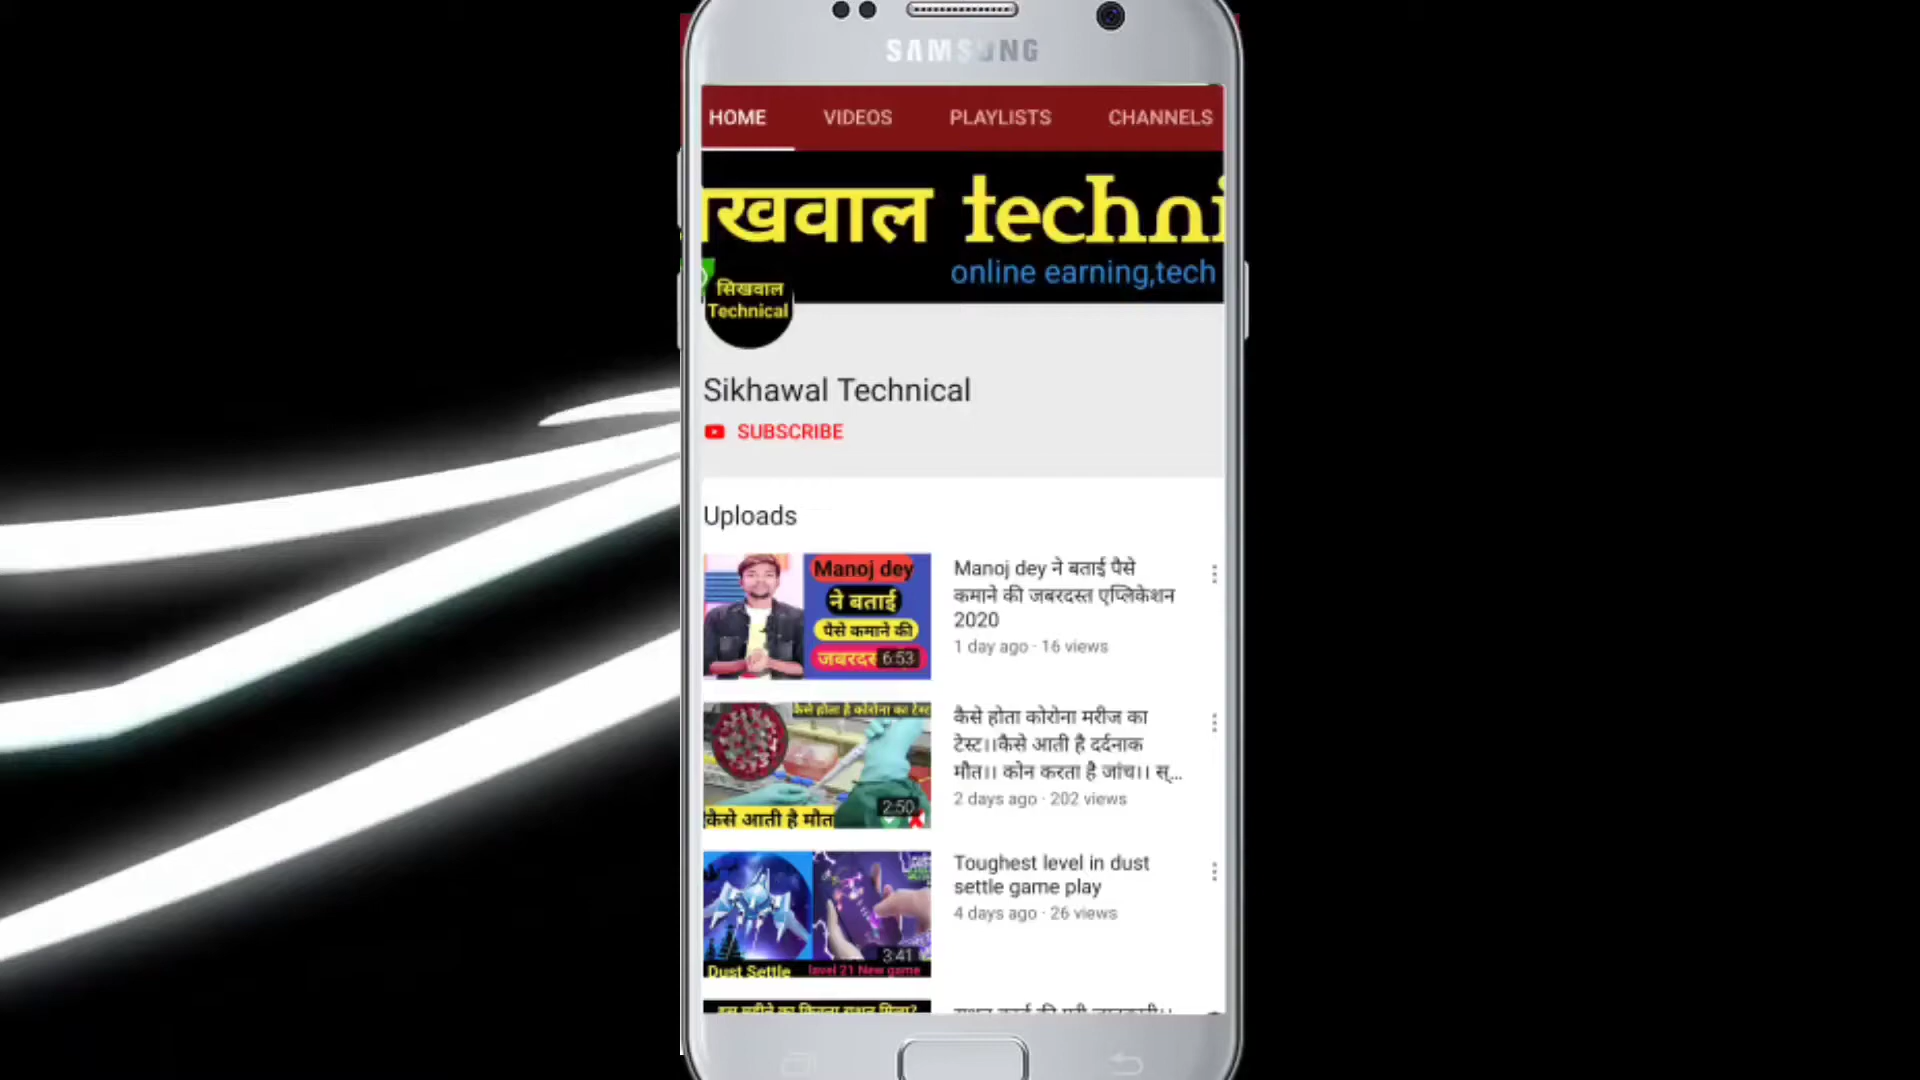 SAMSUNG
HOME VIDEOS PLAYLISTS CHANNELS
खवाल techni
online earning,tech
सिखवाल
Technical
Sikhawal Technical
SUBSCRIBE
Uploads
Manoj dey
ने बताई
पैसे कमाने की
6:53
Manoj dey ने बताई पैसे
कमाने की जबरदस्त एप्लिकेशन
2020
1 day ago · 16 views
कैसे होता है कोरोना का टेस्ट
2:50
कैसे आती है मौत
कैसे होता कोरोना मरीज का
टेस्ट।।कैसे आती है दर्दनाक
मौत।। कोन करता है जांच।। स्...
2 days ago · 202 views
3:41
Dust Settle
lavel 21 New game
Toughest level in dust
settle game play
4 days ago · 26 views